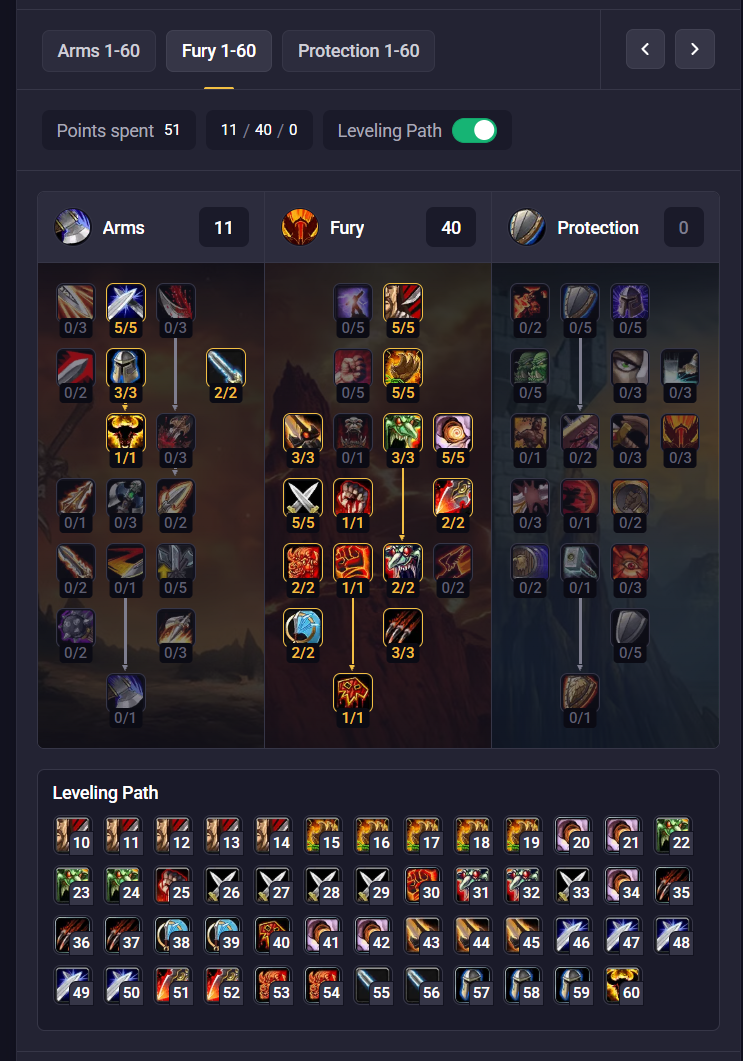 Arms 1-60 Fury 1-60 Protection 1-60
Points spent 51 11 / 40 / 0 Leveling Path
Arms 11 Fury 40 Protection 0
0/3 5/5 0/3 0/5 5/5 0/2 0/5 0/5
0/2 3/3 2/2 0/5 5/5 0/5 0/3 0/3
1/1 0/3 3/3 0/1 3/3 5/5 0/1 0/2 0/3 0/3
0/1 0/3 0/2 5/5 1/1 2/2 0/3 0/1 0/2
0/2 0/1 0/5 2/2 1/1 2/2 0/2 0/2 0/1 0/3
0/2 0/3 2/2 3/3 0/5
0/1 1/1 0/1
Leveling Path
10 11 12 13 14 15 16 17 18 19 20 21 22
23 24 25 26 27 28 29 30 31 32 33 34 35
36 37 38 39 40 41 42 43 44 45 46 47 48
49 50 51 52 53 54 55 56 57 58 59 60